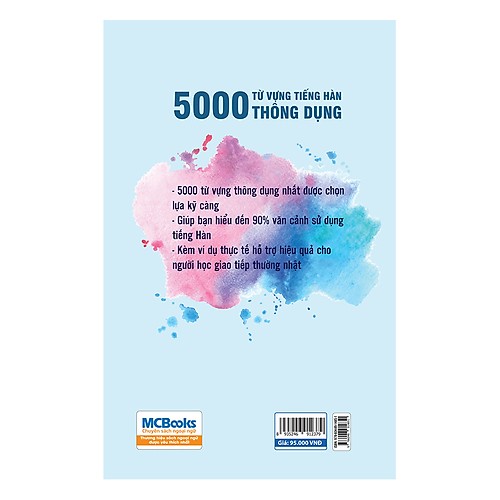 5000 TỪ VỰNG TIẾNG HÀN
THÔNG DỤNG
- 5000 từ vựng thông dụng nhất được chọn
lựa kỹ càng
- Giúp bạn hiểu đến 90% văn cảnh sử dụng
tiếng Hàn
- Kèm ví dụ thực tế hỗ trợ hiệu quả cho
người học giao tiếp thường nhật
MCBooks
Chuyên sách ngoại ngữ
Thương hiệu sách ngoại ngữ
được yêu thích nhất
8 935246 912379
Giá: 95.000 VNĐ